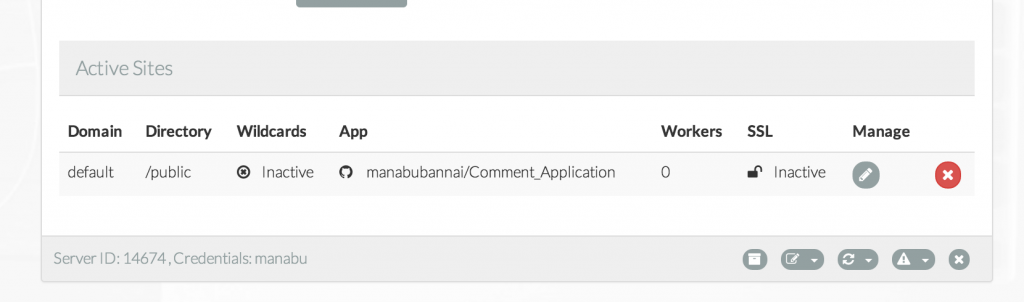 Active Sites
Domain Directory Wildcards App Workers SSL Manage
default /public Inactive manabubannai/Comment_Application 0 Inactive
Server ID: 14674 , Credentials: manabu